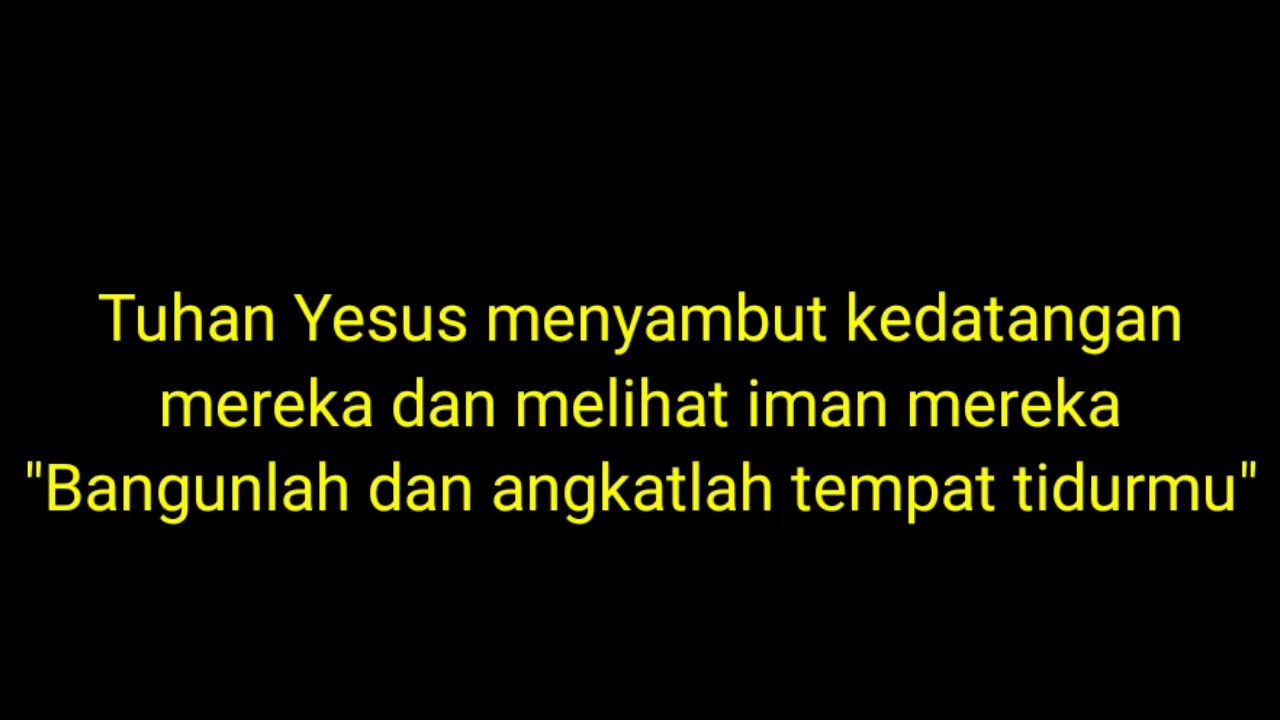 Tuhan Yesus menyambut kedatangan
mereka dan melihat iman mereka
"Bangunlah dan angkatlah tempat tidurmu"